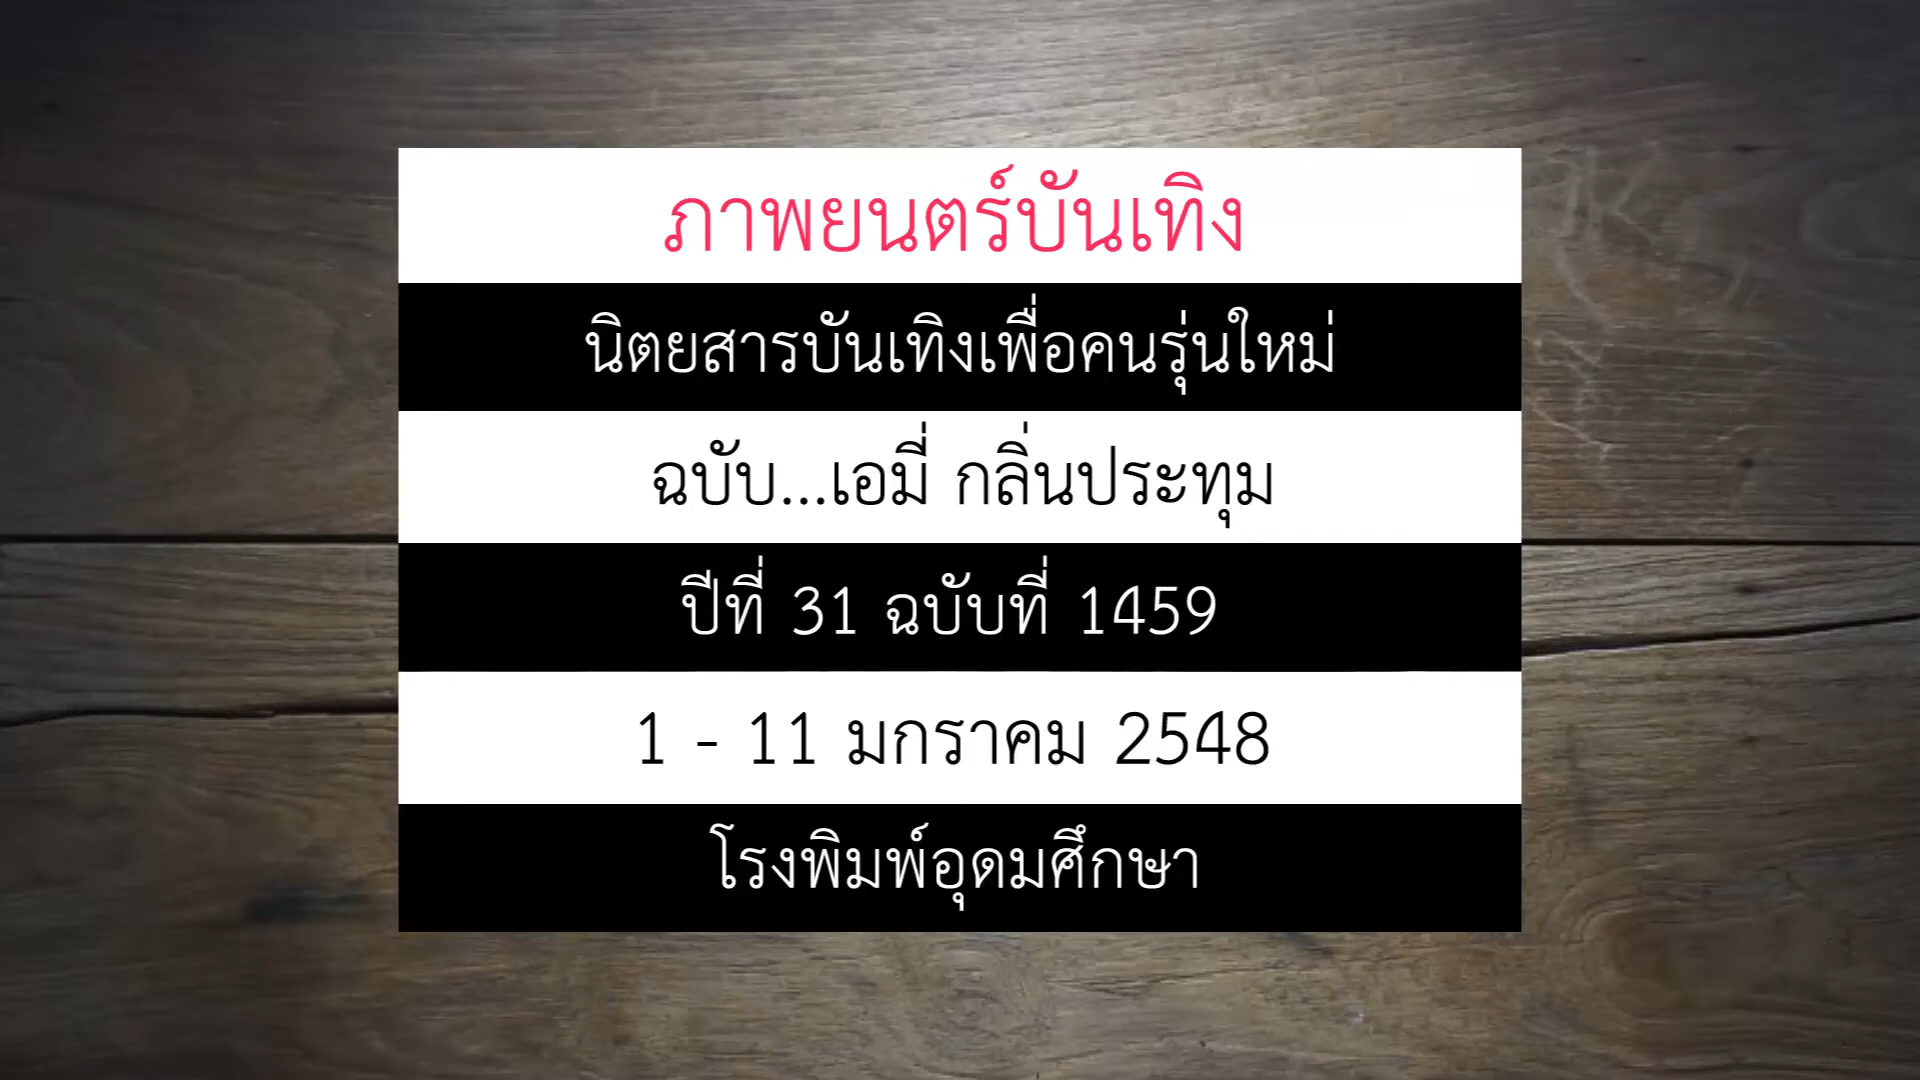 ภาพยนตร์บันเทิง
นิตยสารบันเทิงเพื่อคนรุ่นใหม่
ฉบับ...เอมี่ กลิ่นประทุม
ปีที่ 31 ฉบับที่ 1459
1 - 11 มกราคม 2548
โรงพิมพ์อุดมศึกษา